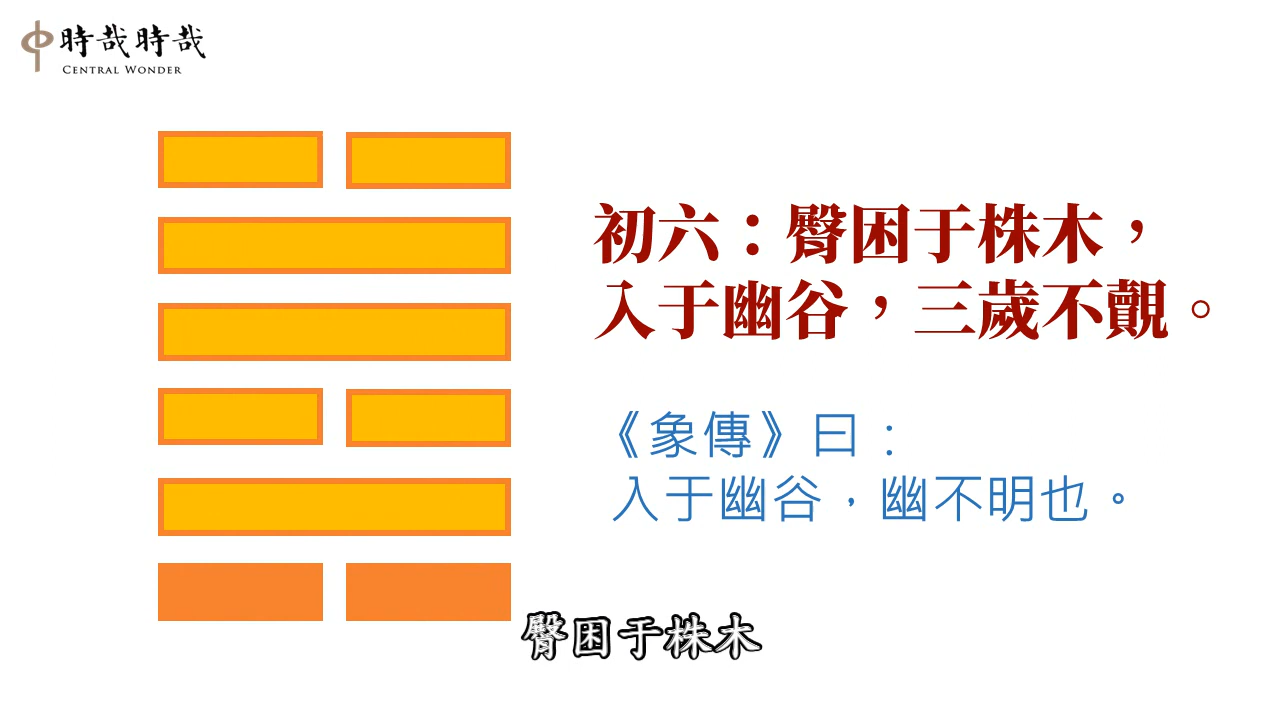 時哉時哉
CENTRAL WONDER
初六：臀困于株木，
入于幽谷，三歲不覿。
《象傳》曰：
入于幽谷，幽不明也。
臀困于株木